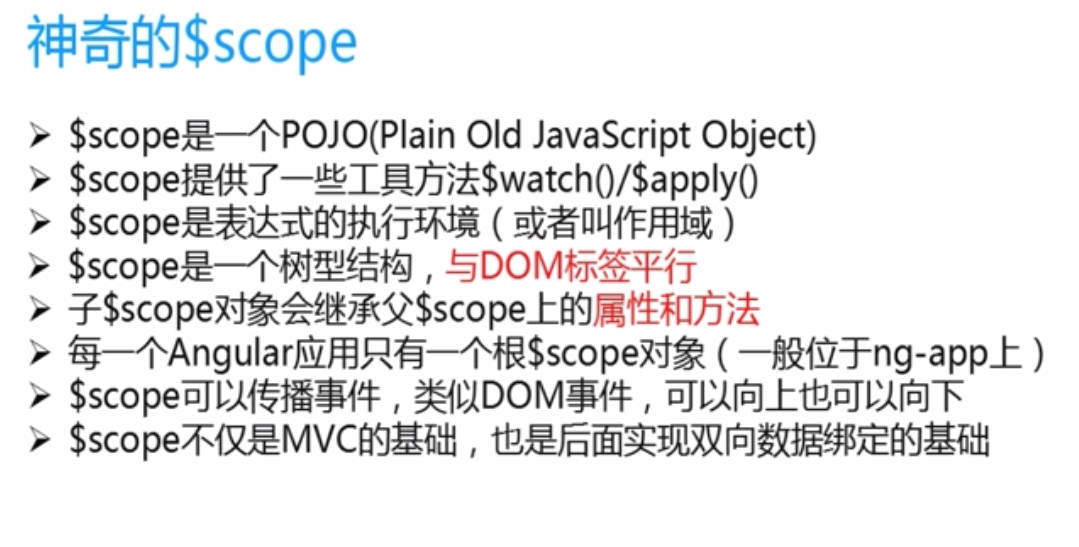 神奇的$scope
➢ $scope是一个POJO(Plain Old JavaScript Object)
➢ $scope提供了一些工具方法$watch()/$apply()
➢ $scope是表达式的执行环境（或者叫作用域）
➢ $scope是一个树型结构，与DOM标签平行
➢ 子$scope对象会继承父$scope上的属性和方法
➢ 每一个Angular应用只有一个根$scope对象（一般位于ng-app上）
➢ $scope可以传播事件，类似DOM事件，可以向上也可以向下
➢ $scope不仅是MVC的基础，也是后面实现双向数据绑定的基础